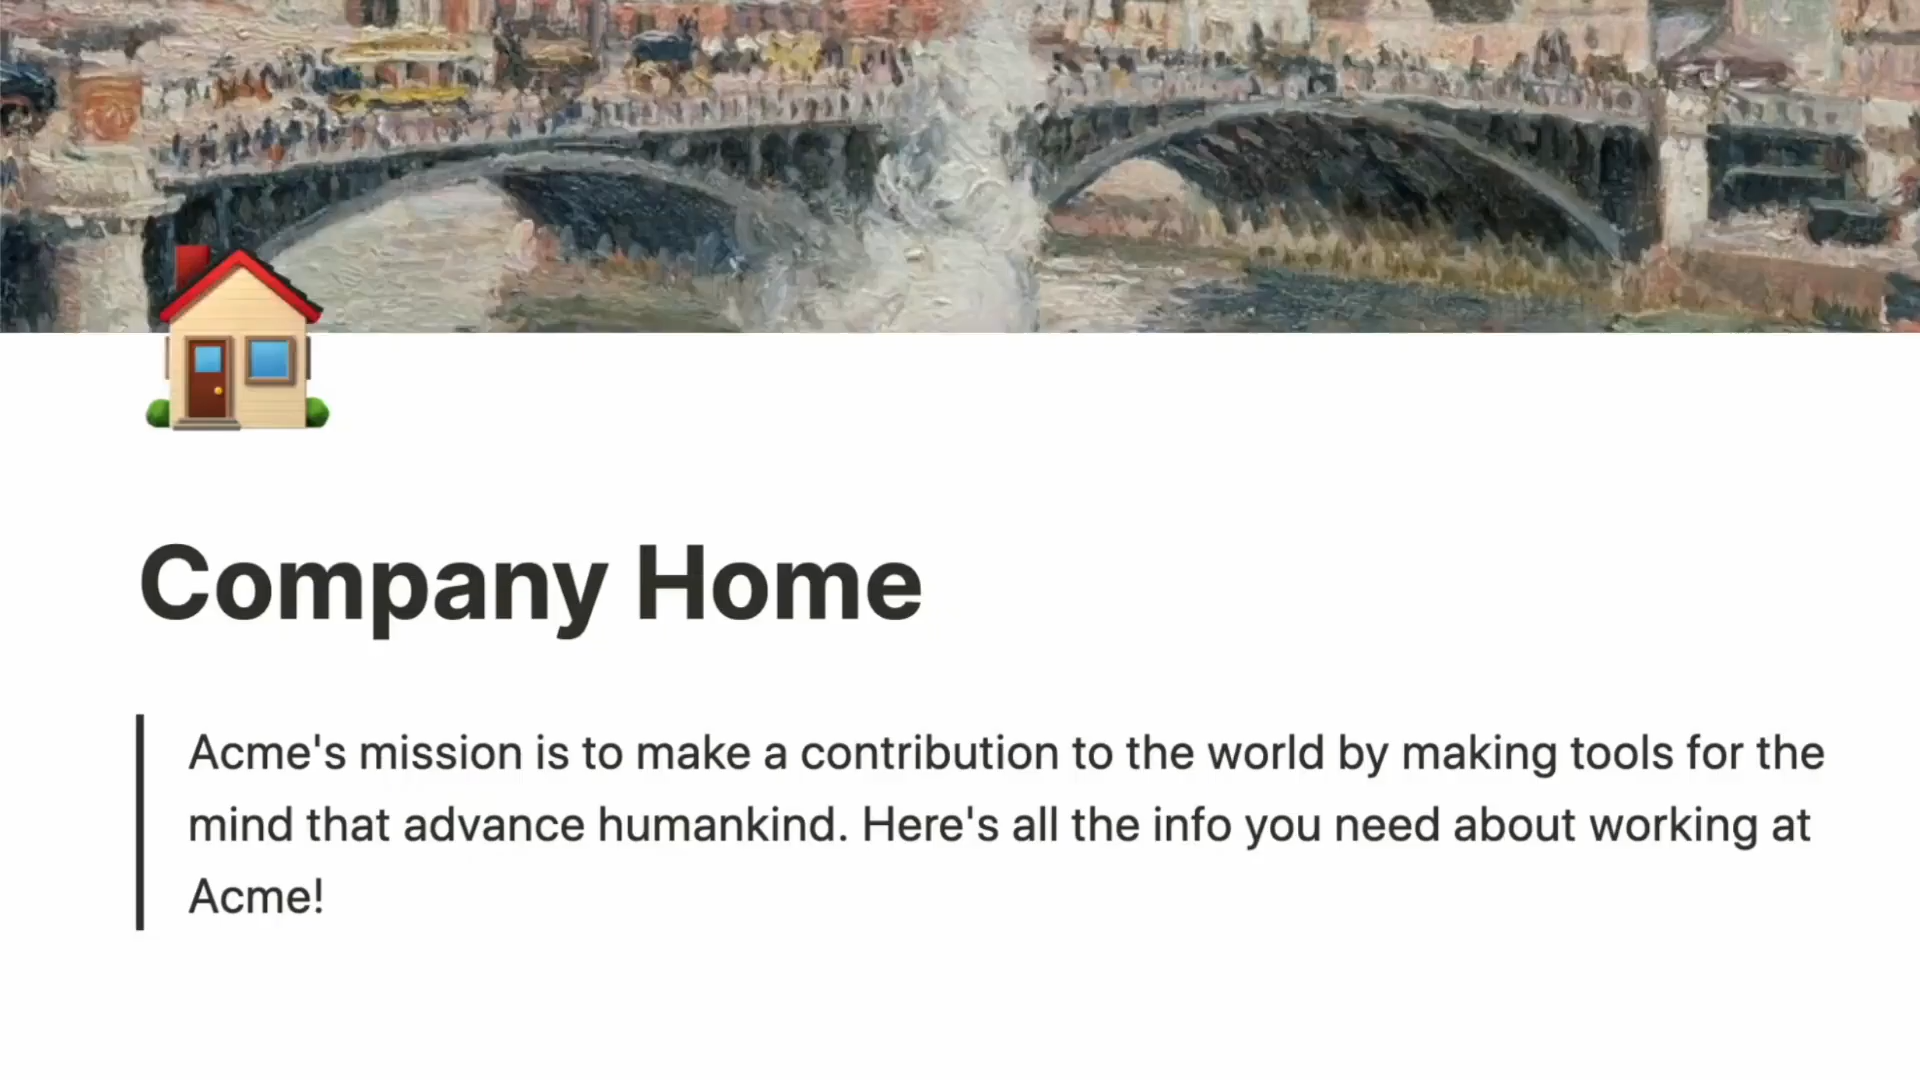 Company Home
Acme's mission is to make a contribution to the world by making tools for the
mind that advance humankind. Here's all the info you need about working at
Acme!